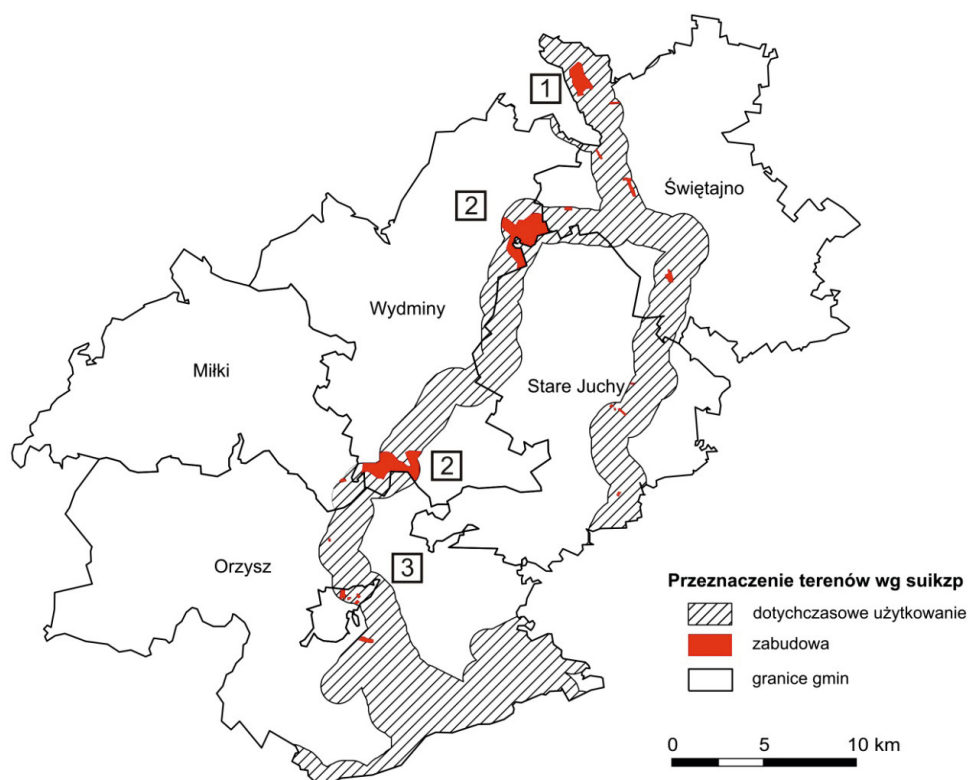 1
Świętajno
2
Wydminy
Miłki
Stare Juchy
2
Orzysz
3
Przeznaczenie terenów wg suikzp
dotychczasowe użytkowanie
zabudowa
granice gmin
0 5 10 km